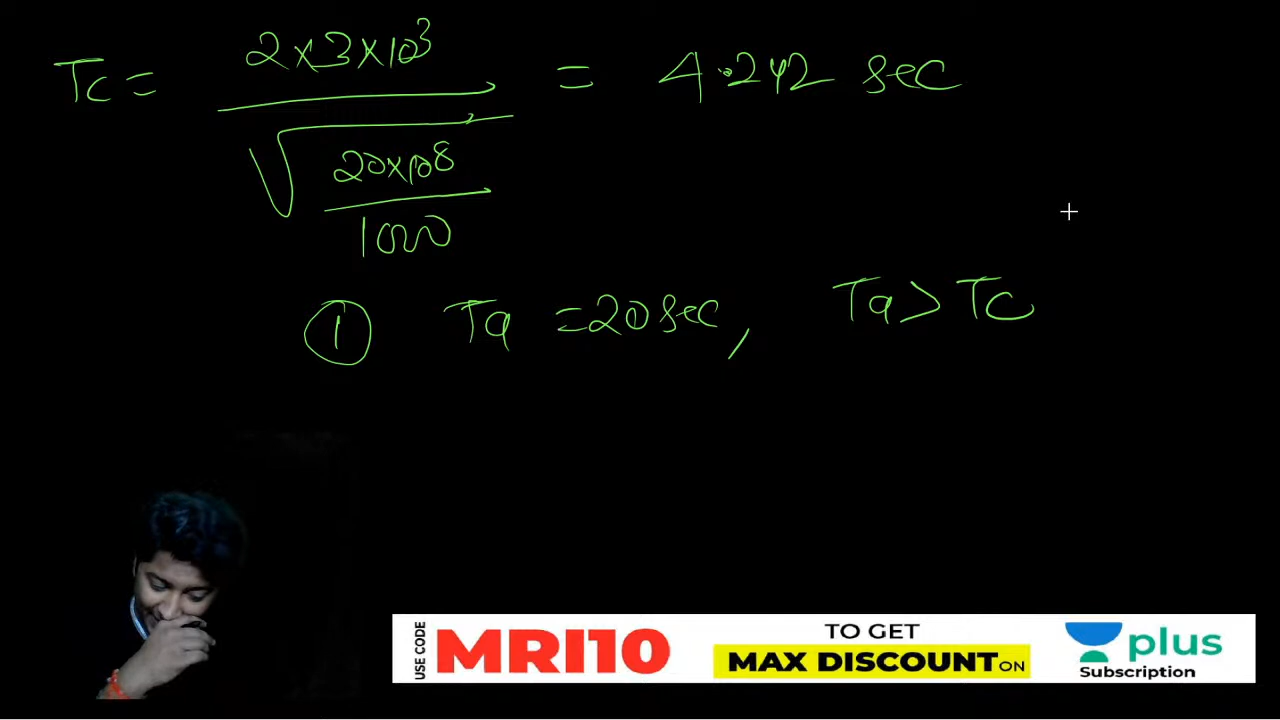 Tc = 2×3×10³ / √(20×10⁸ / 1000) = 4.242 sec
① Ta = 20 sec, Ta > Tc
USE CODE MRI10 TO GET MAX DISCOUNT ON plus Subscription